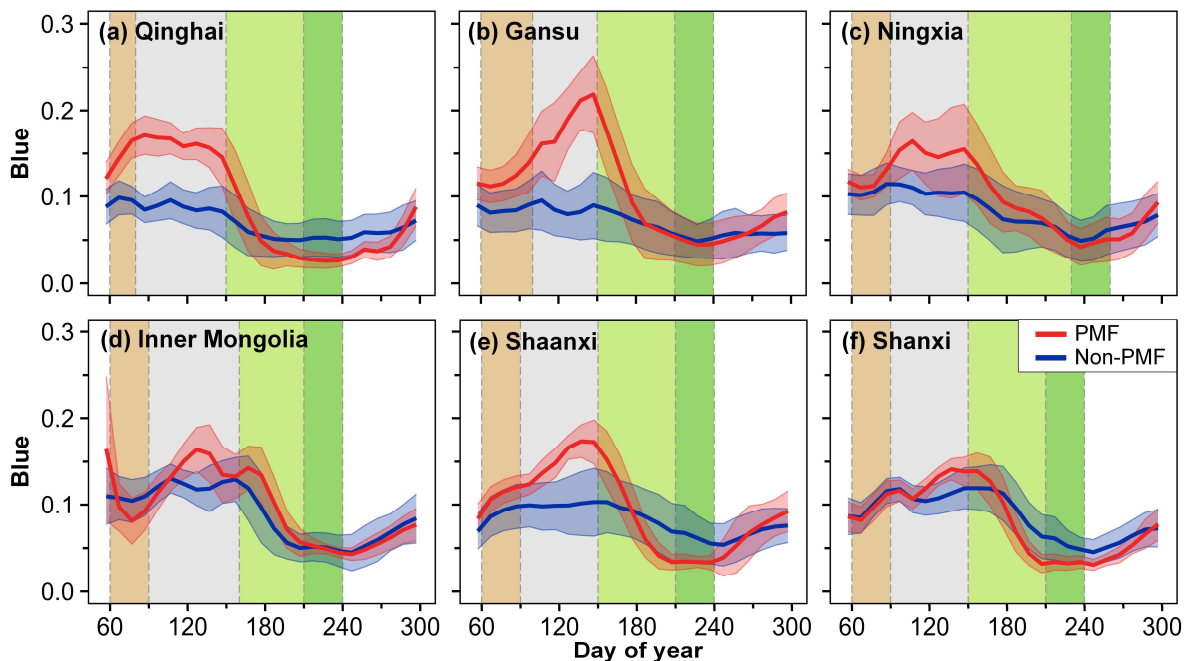 (a) Qinghai
(b) Gansu
(c) Ningxia
0.3
0.2
0.1
0.0
Blue
(d) Inner Mongolia
(e) Shaanxi
(f) Shanxi
PMF
Non-PMF
0.3
0.2
0.1
0.0
Blue
60 120 180 240 300
60 120 180 240 300
60 120 180 240 300
Day of year